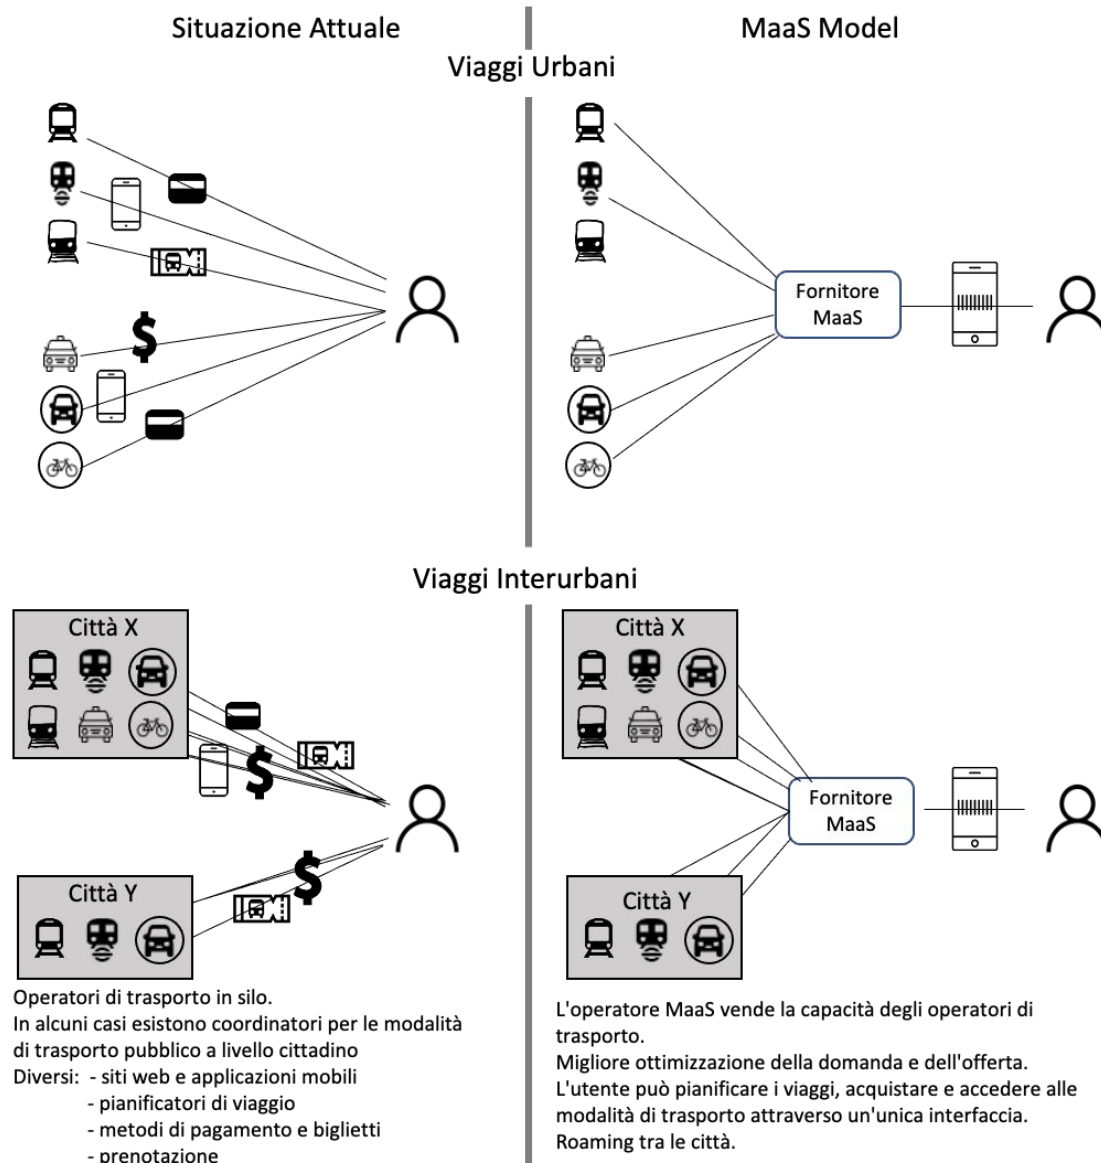 Situazione Attuale
MaaS Model
Viaggi Urbani
$
Fornitore
MaaS
Viaggi Interurbani
Città X
$
Città Y
$
Città X
Fornitore
MaaS
Città Y
Operatori di trasporto in silo.
In alcuni casi esistono coordinatori per le modalità
di trasporto pubblico a livello cittadino
Diversi: - siti web e applicazioni mobili
- pianificatori di viaggio
- metodi di pagamento e biglietti
- prenotazione
L'operatore MaaS vende la capacità degli operatori di
trasporto.
Migliore ottimizzazione della domanda e dell'offerta.
L'utente può pianificare i viaggi, acquistare e accedere alle
modalità di trasporto attraverso un'unica interfaccia.
Roaming tra le città.